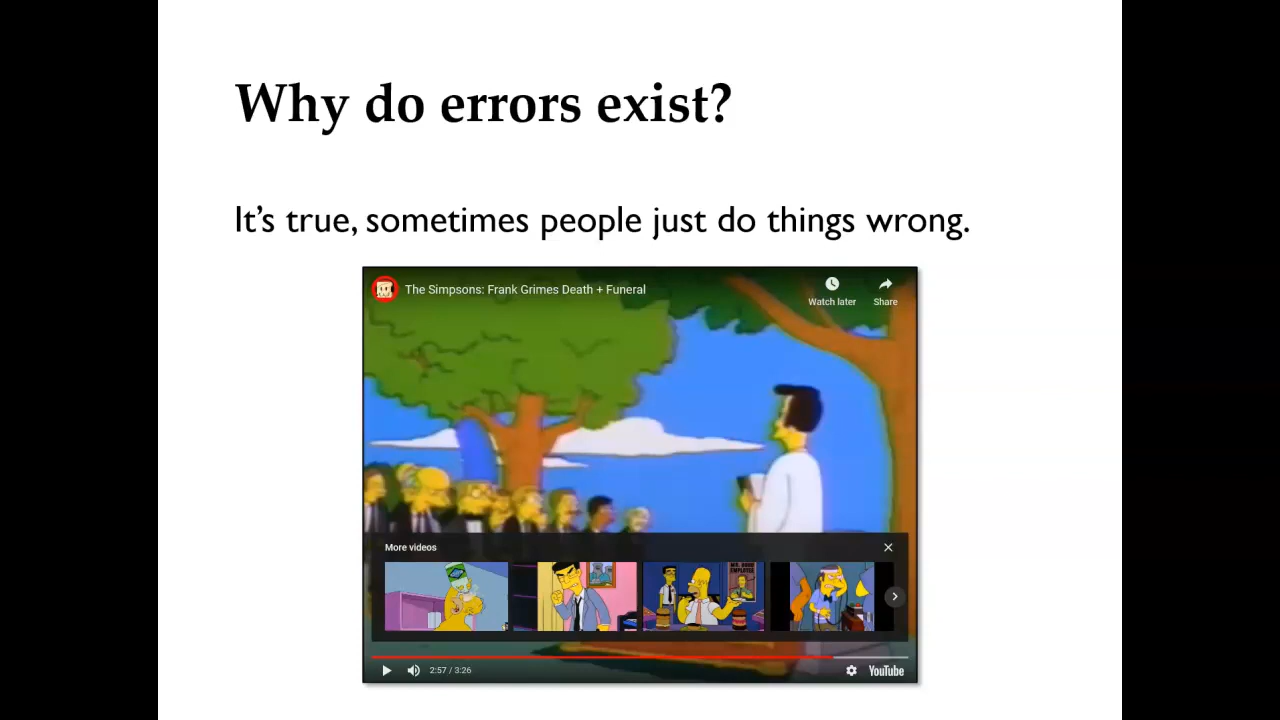 Why do errors exist?
It’s true, sometimes people just do things wrong.
The Simpsons: Frank Grimes Death + Funeral
Watch later
Share
More videos
2:57 / 3:26
YouTube